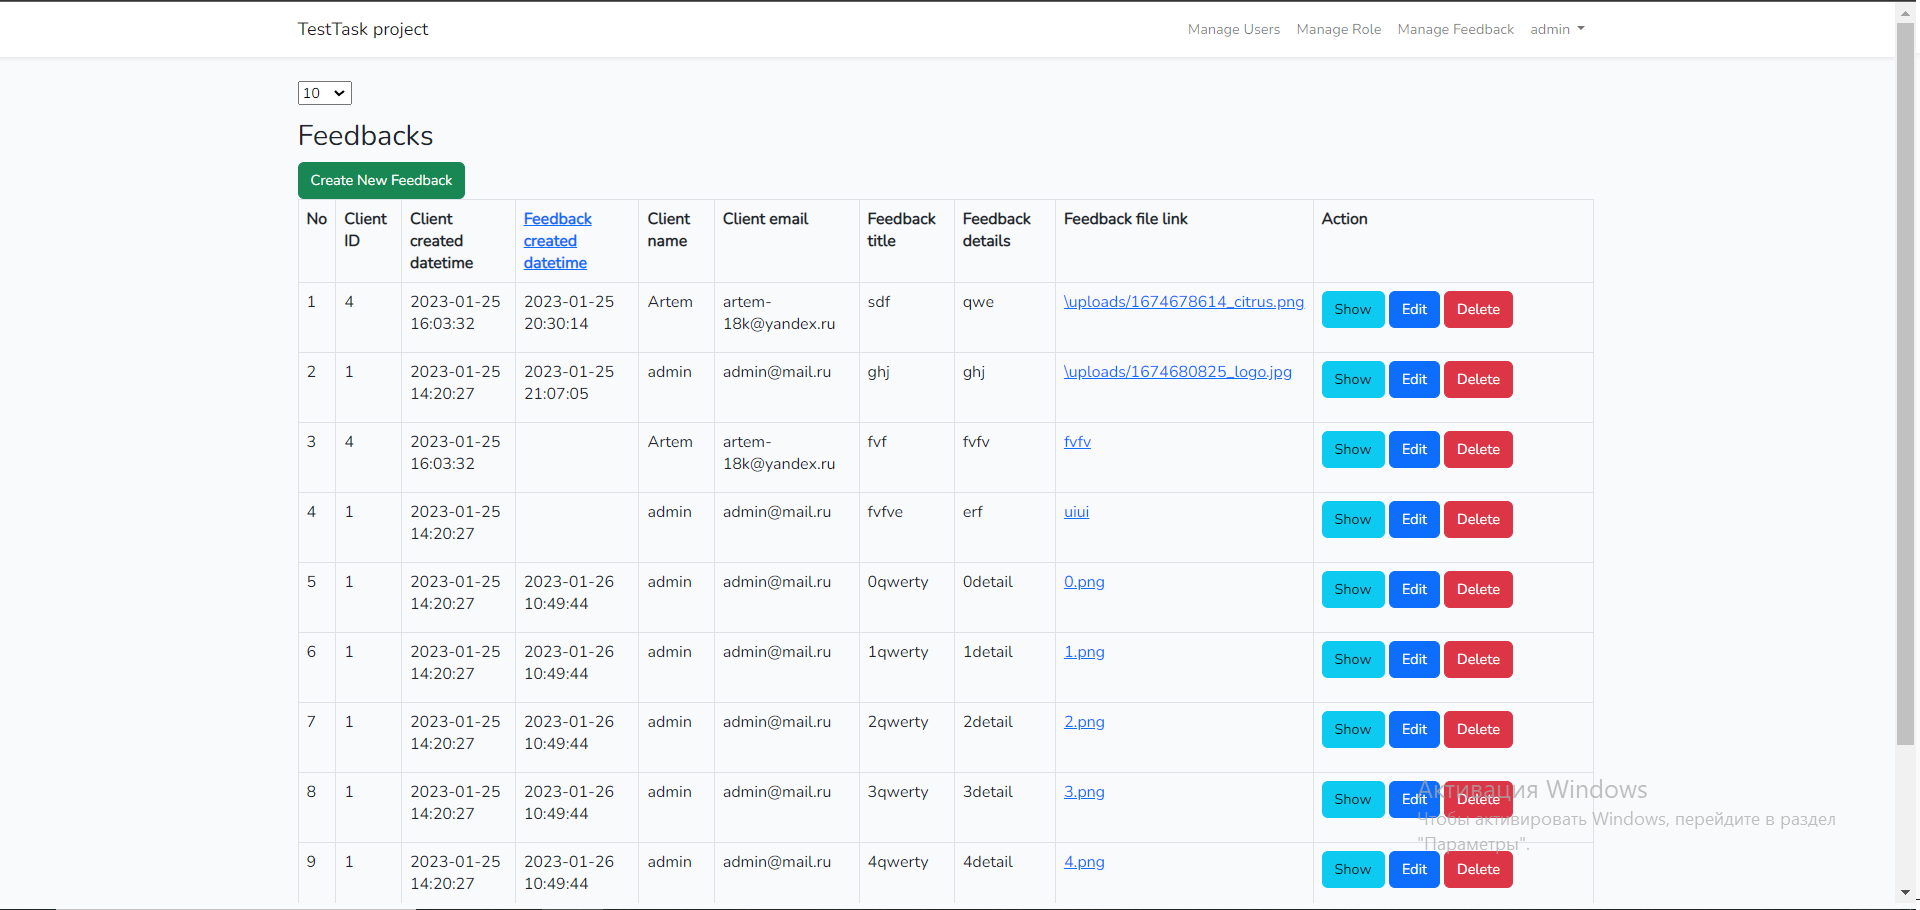 TestTask project
Manage Users Manage Role Manage Feedback admin
10
Feedbacks
Create New Feedback
No Client ID Client created datetime Feedback created datetime Client name Client email Feedback title Feedback details Feedback file link Action
1 4 2023-01-25 16:03:32 2023-01-25 20:30:14 Artem artem-18k@yandex.ru sdf qwe \uploads/1674678614_citrus.png Show Edit Delete
2 1 2023-01-25 14:20:27 2023-01-25 21:07:05 admin admin@mail.ru ghj ghj \uploads/1674680825_logo.jpg Show Edit Delete
3 4 2023-01-25 16:03:32 Artem artem-18k@yandex.ru fvf fvfv fvfv Show Edit Delete
4 1 2023-01-25 14:20:27 admin admin@mail.ru fvfve erf uiui Show Edit Delete
5 1 2023-01-25 14:20:27 2023-01-26 10:49:44 admin admin@mail.ru 0qwerty 0detail 0.png Show Edit Delete
6 1 2023-01-25 14:20:27 2023-01-26 10:49:44 admin admin@mail.ru 1qwerty 1detail 1.png Show Edit Delete
7 1 2023-01-25 14:20:27 2023-01-26 10:49:44 admin admin@mail.ru 2qwerty 2detail 2.png Show Edit Delete
8 1 2023-01-25 14:20:27 2023-01-26 10:49:44 admin admin@mail.ru 3qwerty 3detail 3.png Show Edit Delete
9 1 2023-01-25 14:20:27 2023-01-26 10:49:44 admin admin@mail.ru 4qwerty 4detail 4.png Show Edit Delete
Активация Windows
Чтобы активировать Windows, перейдите в раздел
"Параметры".